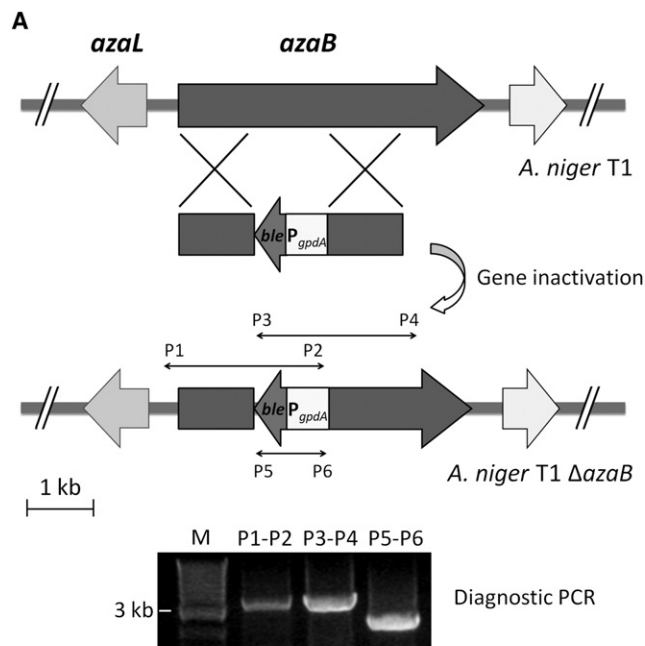 A
azaL azaB
A. niger T1
ble PgpdA
Gene inactivation
P3 P4
P1 P2
ble PgpdA
P5 P6
A. niger T1 ΔazaB
1 kb
M P1-P2 P3-P4 P5-P6
3 kb
Diagnostic PCR